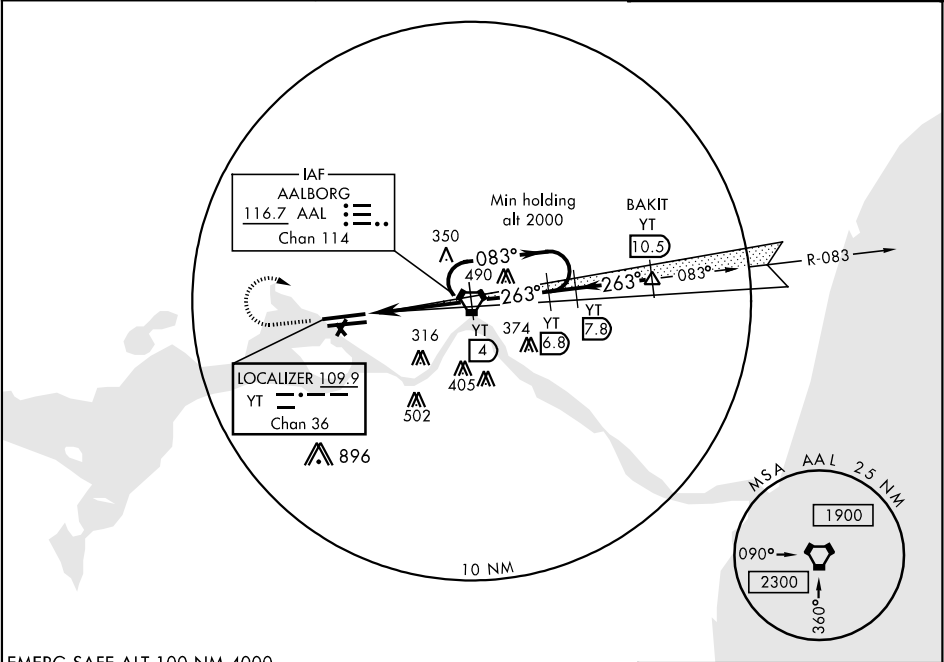 IAF
AALBORG
116.7 AAL
Chan 114
Min holding
alt 2000
BAKIT
YT
10.5
350
083°
490
263°
263°
083°
R-083
YT
7.8
YT
6.8
YT
4
316
374
405
502
LOCALIZER 109.9
YT
Chan 36
896
10 NM
MSA AAL 25 NM
1900
090°
2300
360°
EMERG SAFE ALT 100 NM 4000